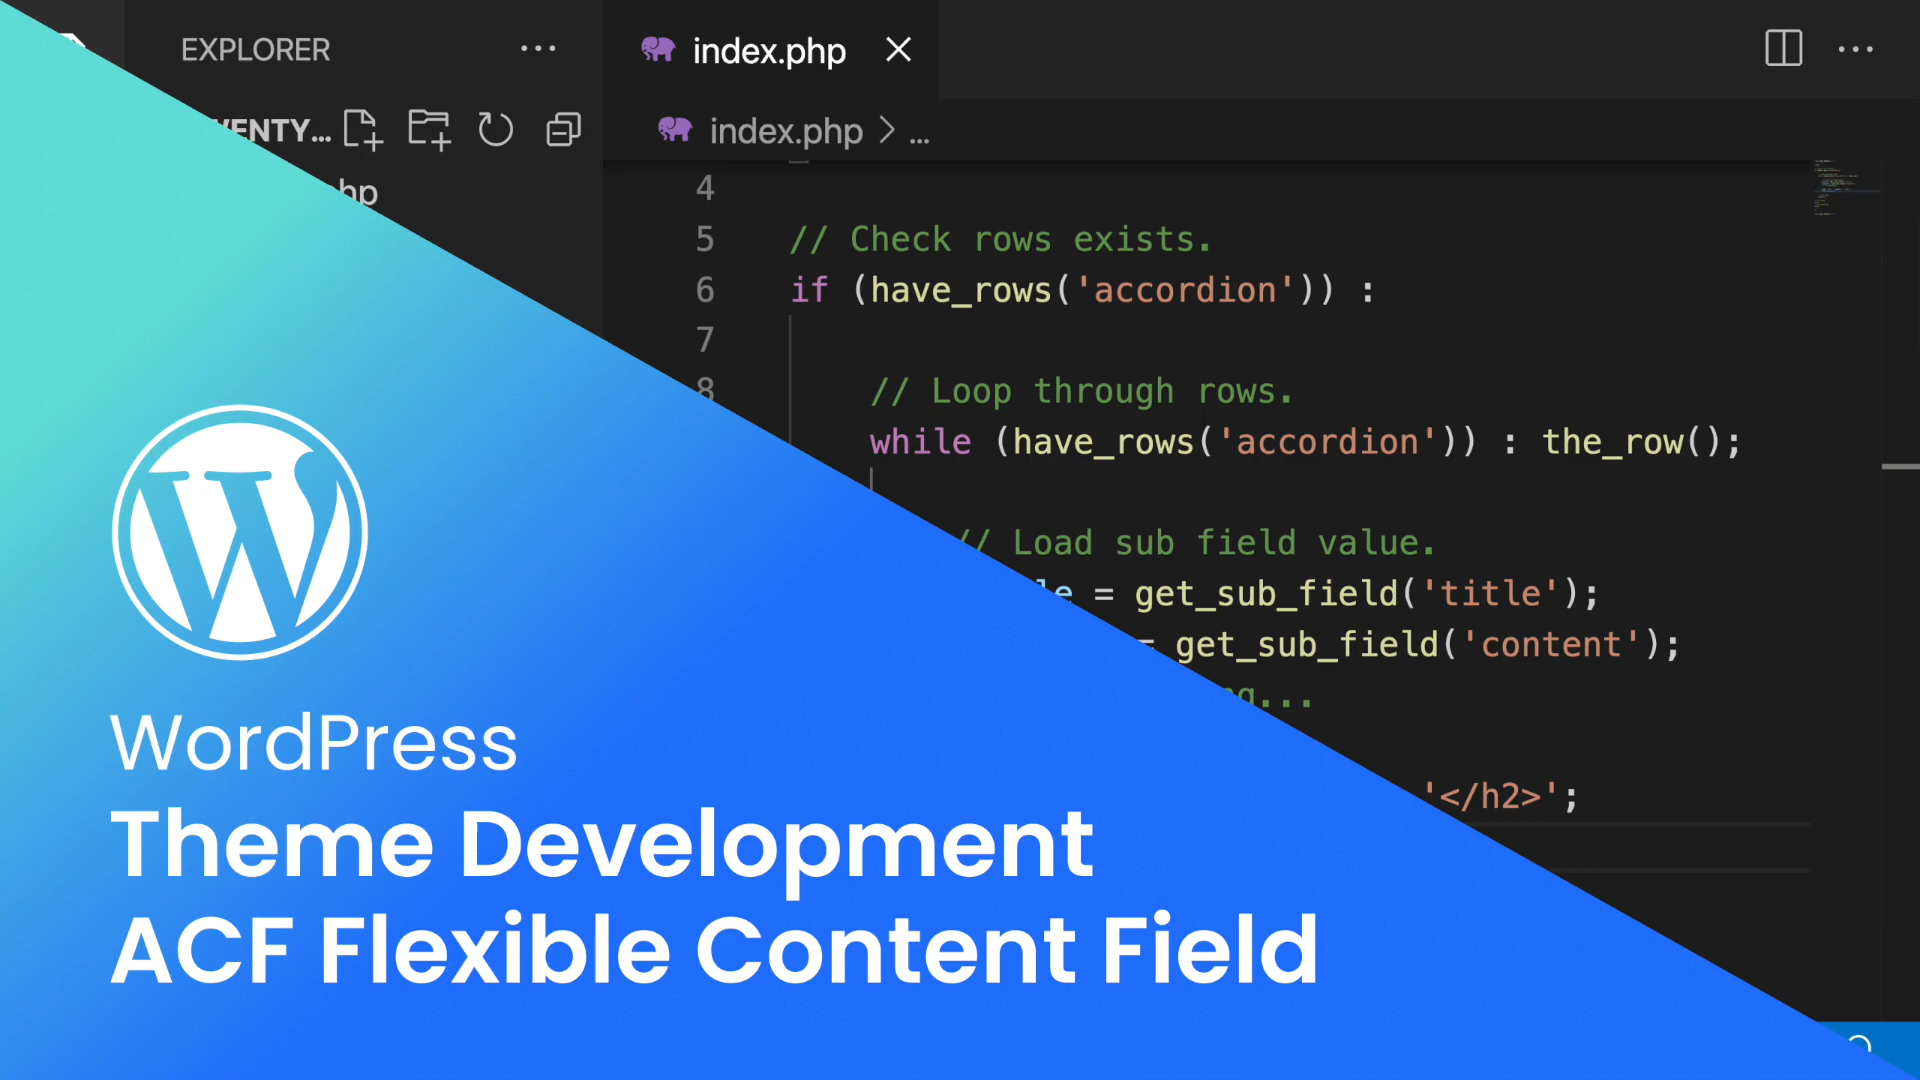 EXPLORER
index.php
index.php > ...
4
5 // Check rows exists.
6 if (have_rows('accordion')) :
7
8 // Loop through rows.
while (have_rows('accordion')) : the_row();
// Load sub field value.
= get_sub_field('title');
= get_sub_field('content');
...
'</h2>';
WordPress
Theme Development
ACF Flexible Content Field